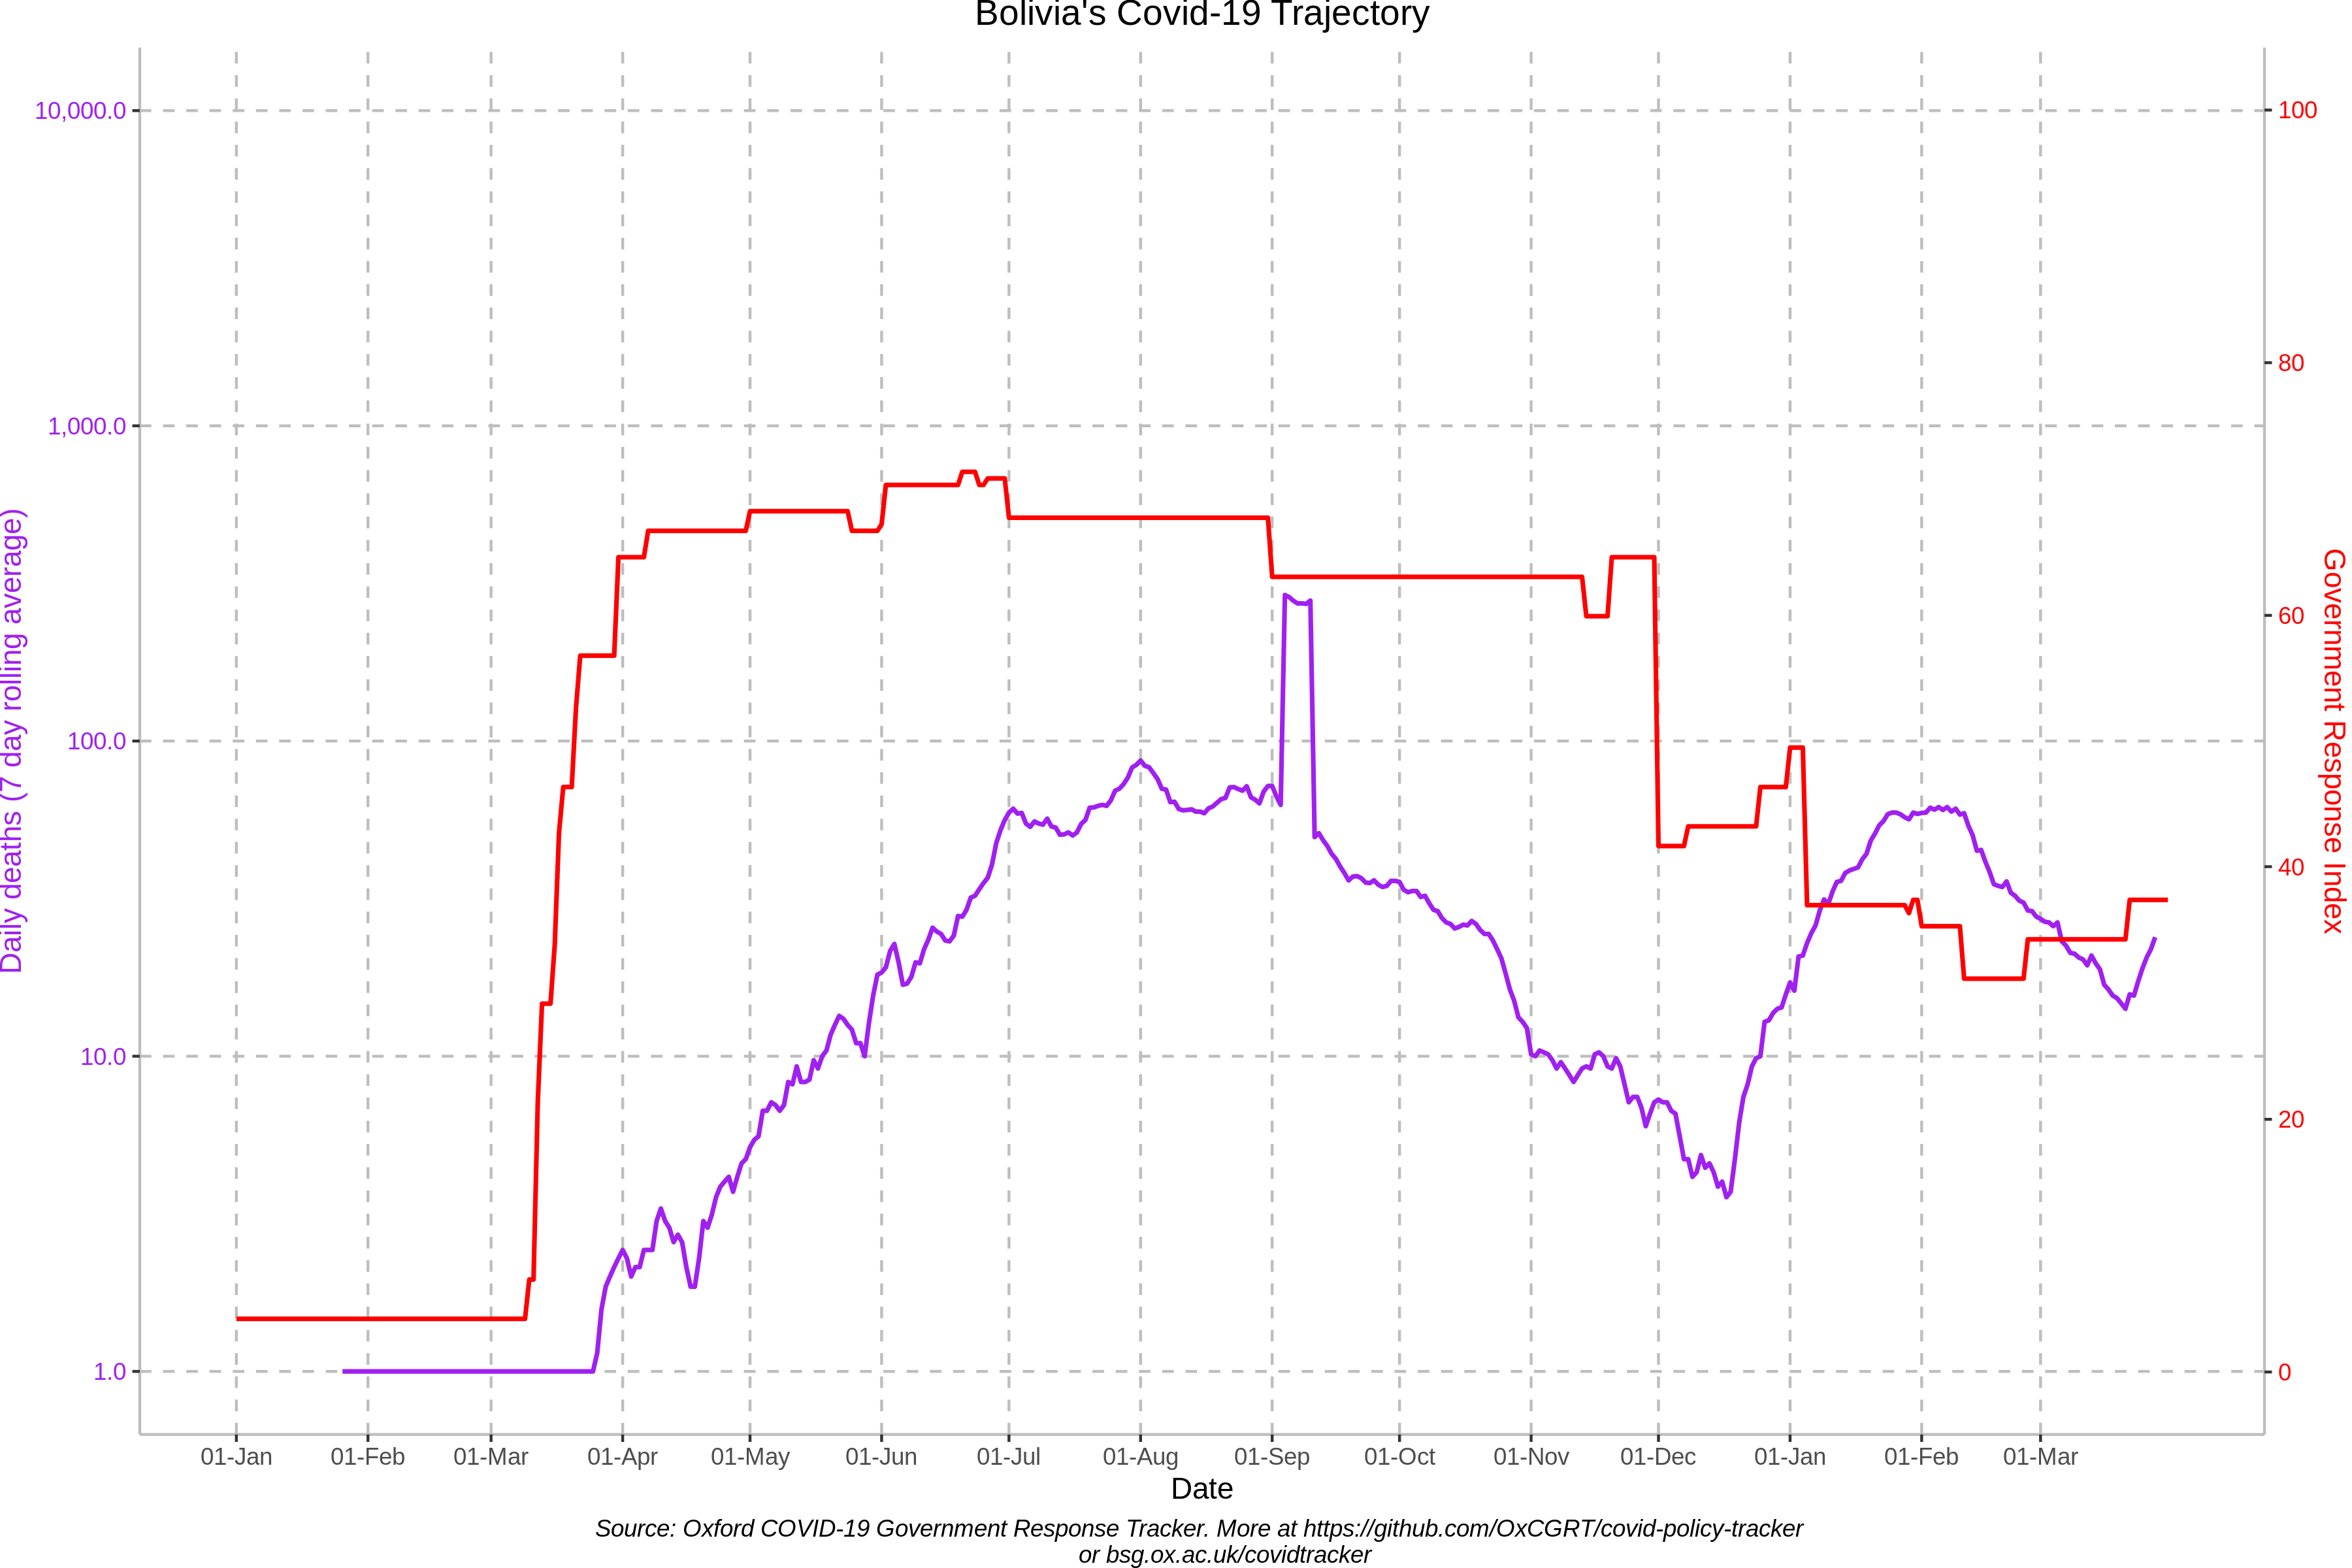 Bolivia's Covid-19 Trajectory
10,000.0
1,000.0
100.0
10.0
1.0
Daily deaths (7 day rolling average)
100
80
60
40
20
0
Government Response Index
01-Jan 01-Feb 01-Mar 01-Apr 01-May 01-Jun 01-Jul 01-Aug 01-Sep 01-Oct 01-Nov 01-Dec 01-Jan 01-Feb 01-Mar
Date
Source: Oxford COVID-19 Government Response Tracker. More at https://github.com/OxCGRT/covid-policy-tracker
or bsg.ox.ac.uk/covidtracker